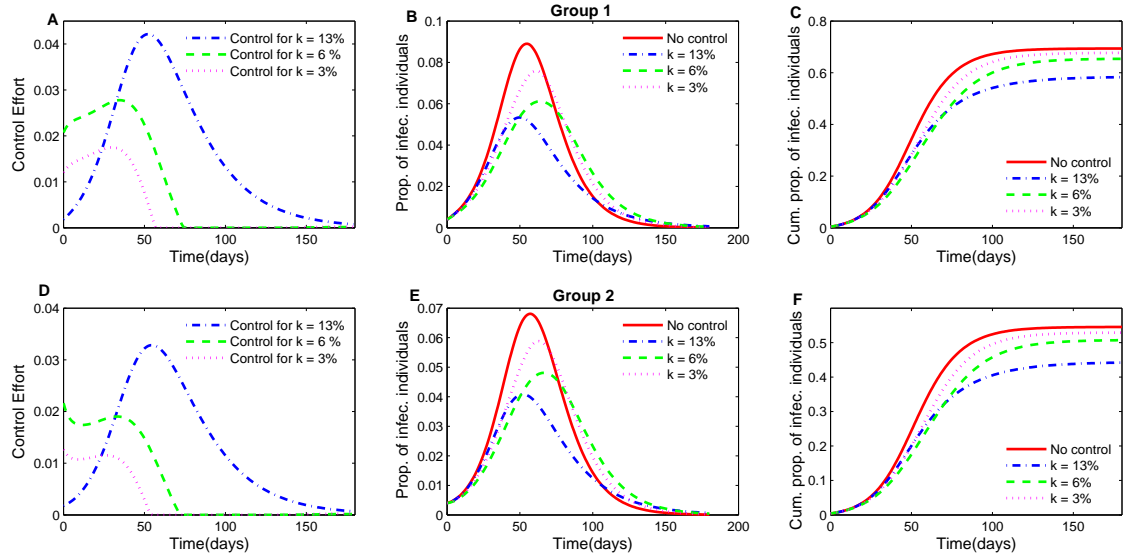 A
Control Effort
0.04
0.03
0.02
0.01
0
0
50
100
150
Time(days)
Control for k = 13%
Control for k = 6 %
Control for k = 3%
B
Group 1
Prop. of infec. individuals
0.1
0.08
0.06
0.04
0.02
0
0
50
100
150
200
Time(days)
No control
k = 13%
k = 6%
k = 3%
C
Cum. prop. of infec. individuals
0.8
0.6
0.4
0.2
0
0
50
100
150
Time(days)
No control
k = 13%
k = 6%
k = 3%
D
Control Effort
0.04
0.03
0.02
0.01
0
0
50
100
150
Time(days)
Control for k = 13%
Control for k = 6 %
Control for k = 3%
E
Group 2
Prop. of infec. individuals
0.07
0.06
0.05
0.04
0.03
0.02
0.01
0
0
50
100
150
200
Time(days)
No control
k = 13%
k = 6%
k = 3%
F
Cum. prop. of infec. individuals
0.5
0.4
0.3
0.2
0.1
0
0
50
100
150
Time(days)
No control
k = 13%
k = 6%
k = 3%